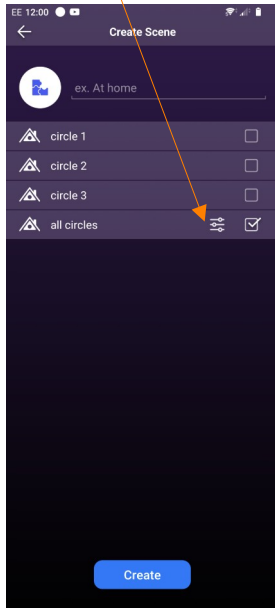 EE 12:00
Create Scene
ex. At home
circle 1
circle 2
circle 3
all circles
Create